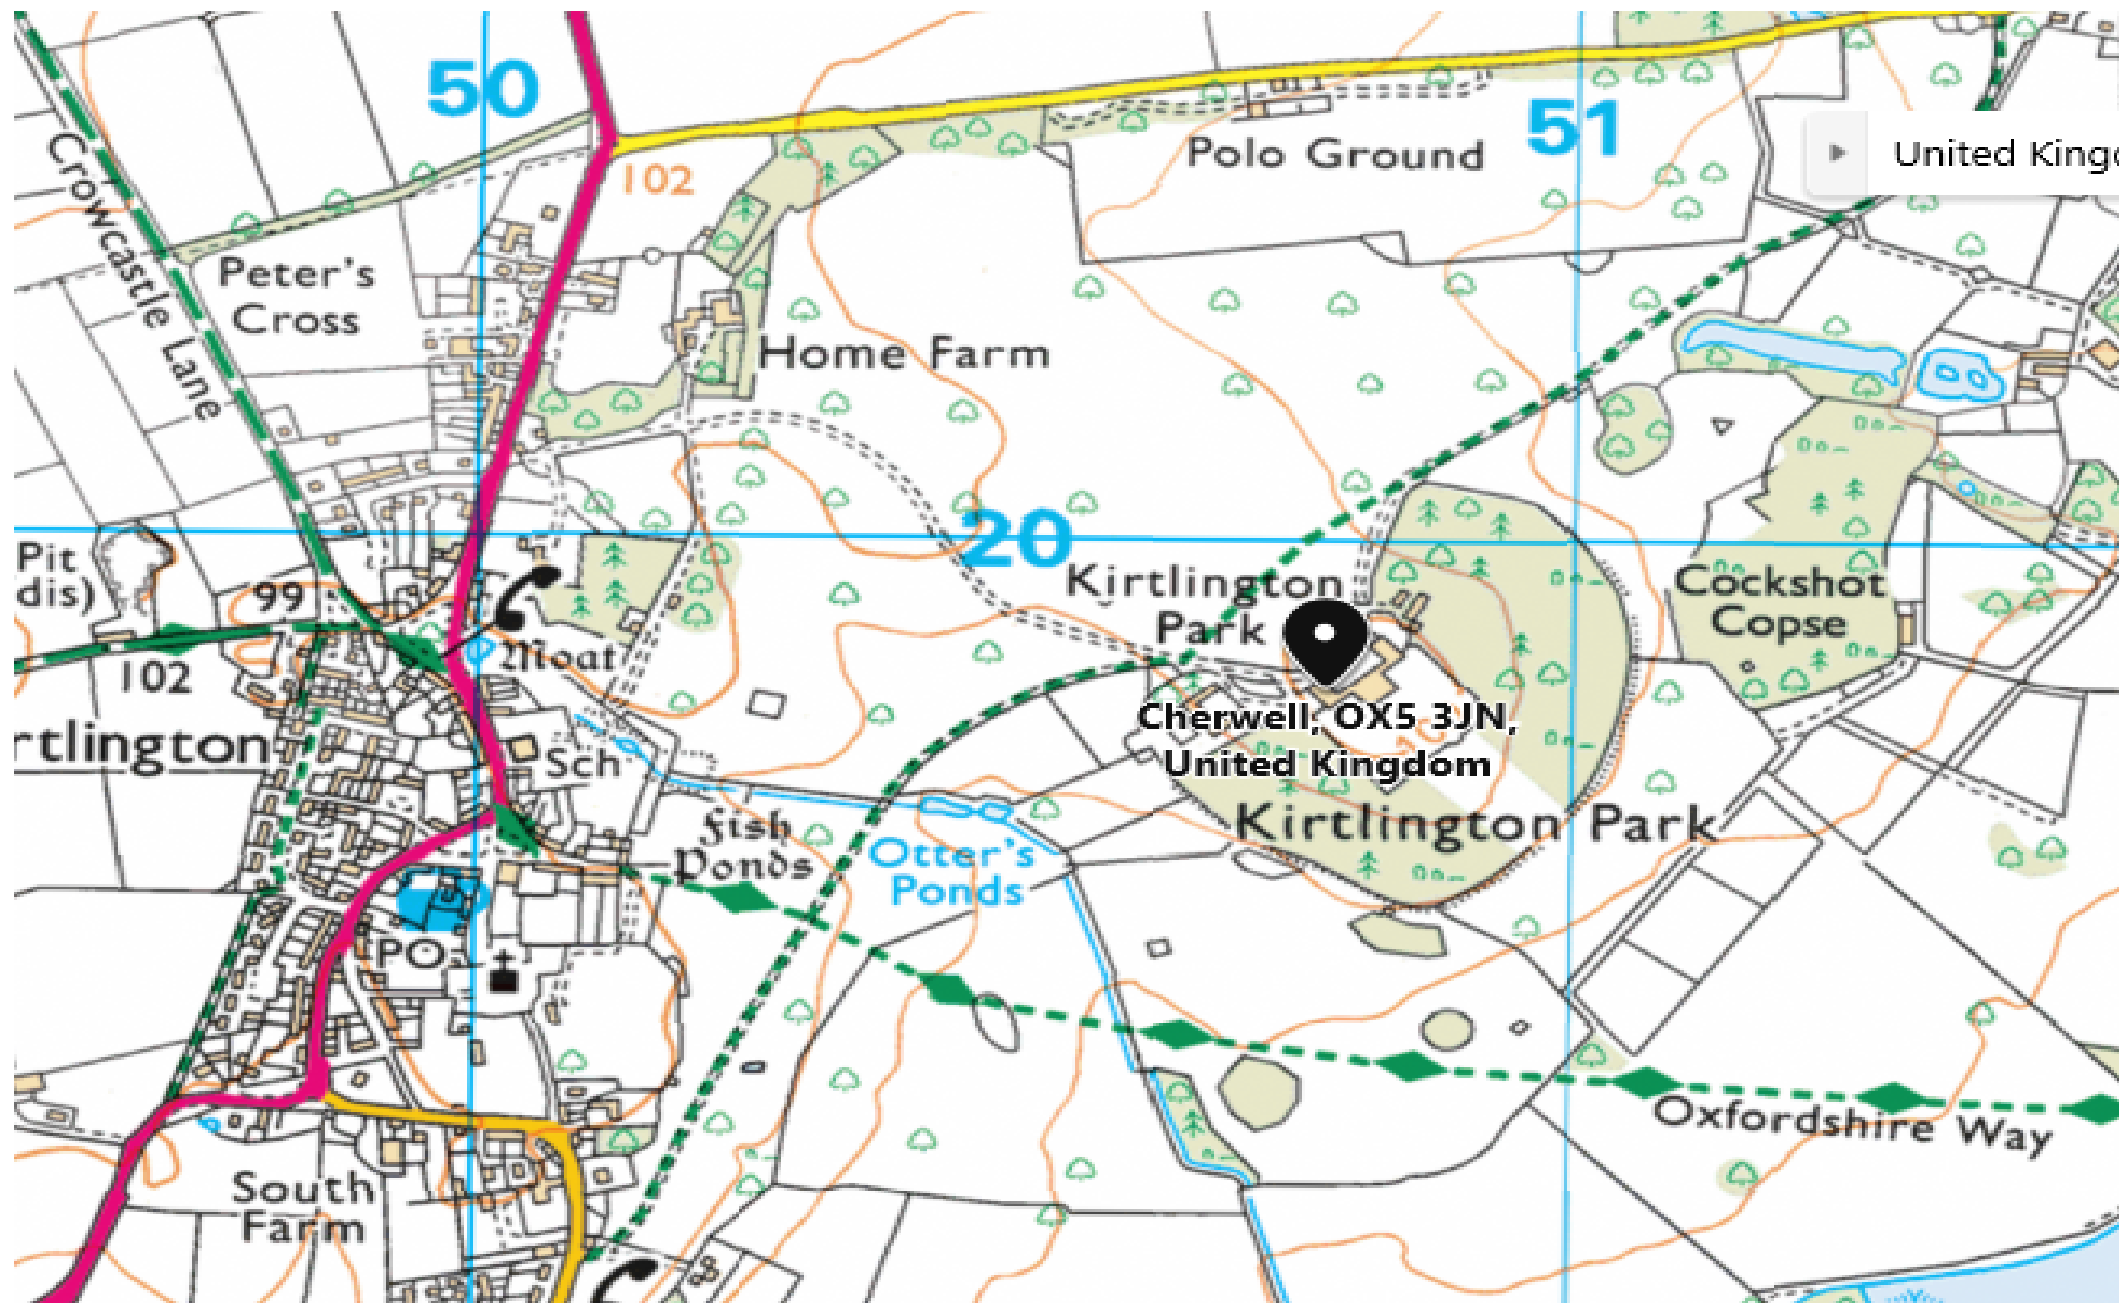 50
51
Crowcastle Lane
102
Polo Ground
United Kingd
Peter's
Cross
Home Farm
20
Pit
dis)
99
Kirtlington
Park
Cockshot
Copse
Moat
102
rtlington
Sch
Cherwell, OX5 3JN,
United Kingdom
Fish
Ponds
Otter's
Ponds
Kirtlington Park
PO
Oxfordshire Way
South
Farm